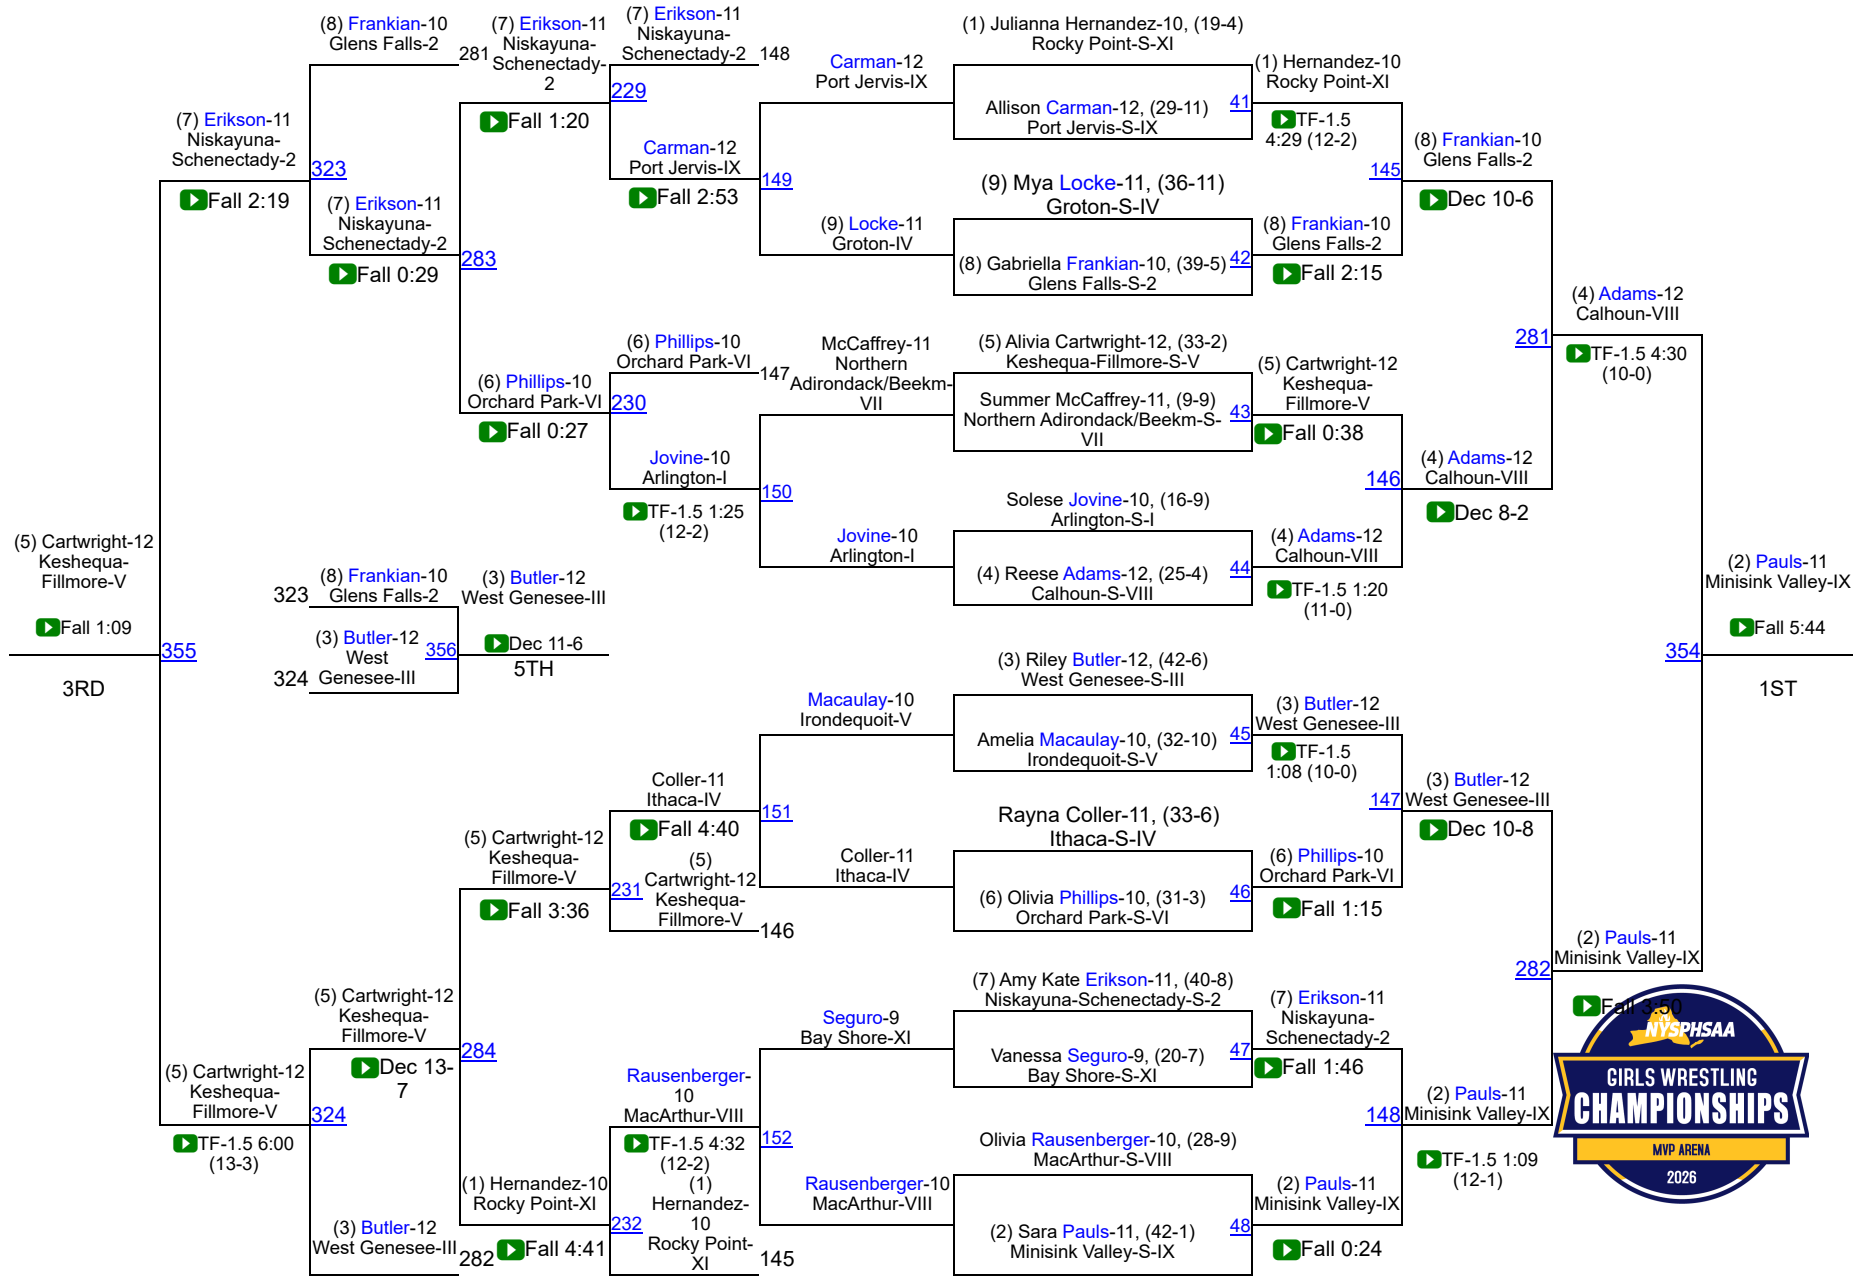 (8) Frankian-10
Glens Falls-2
281
(7) Erikson-11
Niskayuna-
Schenectady-
2
(7) Erikson-11
Niskayuna-
Schenectady-2
148
Carman-12
Port Jervis-IX
(1) Julianna Hernandez-10, (19-4)
Rocky Point-S-XI
(1) Hernandez-10
Rocky Point-XI
229
Fall 1:20
Allison Carman-12, (29-11)
Port Jervis-S-IX
41
TF-1.5
4:29 (12-2)
(7) Erikson-11
Niskayuna-
Schenectady-2
323
Fall 2:19
Carman-12
Port Jervis-IX
149
Fall 2:53
(9) Mya Locke-11, (36-11)
Groton-S-IV
145
(8) Frankian-10
Glens Falls-2
Dec 10-6
(7) Erikson-11
Niskayuna-
Schenectady-2
283
Fall 0:29
(9) Locke-11
Groton-IV
(8) Gabriella Frankian-10, (39-5)
Glens Falls-S-2
42
(8) Frankian-10
Glens Falls-2
Fall 2:15
(4) Adams-12
Calhoun-VIII
281
TF-1.5 4:30
(10-0)
(6) Phillips-10
Orchard Park-VI
147
McCaffrey-11
Northern
Adirondack/Beekm-
VII
(5) Alivia Cartwright-12, (33-2)
Keshequa-Fillmore-S-V
(5) Cartwright-12
Keshequa-
Fillmore-V
(6) Phillips-10
Orchard Park-VI
230
Fall 0:27
Summer McCaffrey-11, (9-9)
Northern Adirondack/Beekm-S-
VII
43
Fall 0:38
Jovine-10
Arlington-I
150
TF-1.5 1:25
(12-2)
Solese Jovine-10, (16-9)
Arlington-S-I
146
(4) Adams-12
Calhoun-VIII
Dec 8-2
Jovine-10
Arlington-I
(4) Reese Adams-12, (25-4)
Calhoun-S-VIII
44
(4) Adams-12
Calhoun-VIII
TF-1.5 1:20
(11-0)
(5) Cartwright-12
Keshequa-
Fillmore-V
Fall 1:09
355
3RD
323
(8) Frankian-10
Glens Falls-2
(3) Butler-12
West Genesee-III
324
(3) Butler-12
West
Genesee-III
356
Dec 11-6
5TH
(2) Pauls-11
Minisink Valley-IX
Fall 5:44
354
1ST
Macaulay-10
Irondequoit-V
(3) Riley Butler-12, (42-6)
West Genesee-S-III
(3) Butler-12
West Genesee-III
Amelia Macaulay-10, (32-10)
Irondequoit-S-V
45
TF-1.5
1:08 (10-0)
Coller-11
Ithaca-IV
151
Fall 4:40
Rayna Coller-11, (33-6)
Ithaca-S-IV
147
(3) Butler-12
West Genesee-III
Dec 10-8
(5) Cartwright-12
Keshequa-
Fillmore-V
231
Fall 3:36
(5)
Cartwright-12
Keshequa-
Fillmore-V
146
Coller-11
Ithaca-IV
(6) Olivia Phillips-10, (31-3)
Orchard Park-S-VI
46
(6) Phillips-10
Orchard Park-VI
Fall 1:15
(2) Pauls-11
Minisink Valley-IX
282
Fall 3:50
(5) Cartwright-12
Keshequa-
Fillmore-V
284
Dec 13-
7
Seguro-9
Bay Shore-XI
(7) Amy Kate Erikson-11, (40-8)
Niskayuna-Schenectady-S-2
(7) Erikson-11
Niskayuna-
Schenectady-2
Vanessa Seguro-9, (20-7)
Bay Shore-S-XI
47
Fall 1:46
(5) Cartwright-12
Keshequa-
Fillmore-V
324
TF-1.5 6:00
(13-3)
Rausenberger-
10
MacArthur-VIII
152
TF-1.5 4:32
(12-2)
Olivia Rausenberger-10, (28-9)
MacArthur-S-VIII
148
(2) Pauls-11
Minisink Valley-IX
TF-1.5 1:09
(12-1)
(1) Hernandez-10
Rocky Point-XI
232
Fall 4:41
(1)
Hernandez-
10
Rocky Point-
XI
145
Rausenberger-10
MacArthur-VIII
(2) Sara Pauls-11, (42-1)
Minisink Valley-S-IX
48
(2) Pauls-11
Minisink Valley-IX
Fall 0:24
(3) Butler-12
West Genesee-III
282
NYSPHSAA
GIRLS WRESTLING
CHAMPIONSHIPS
MVP ARENA
2026